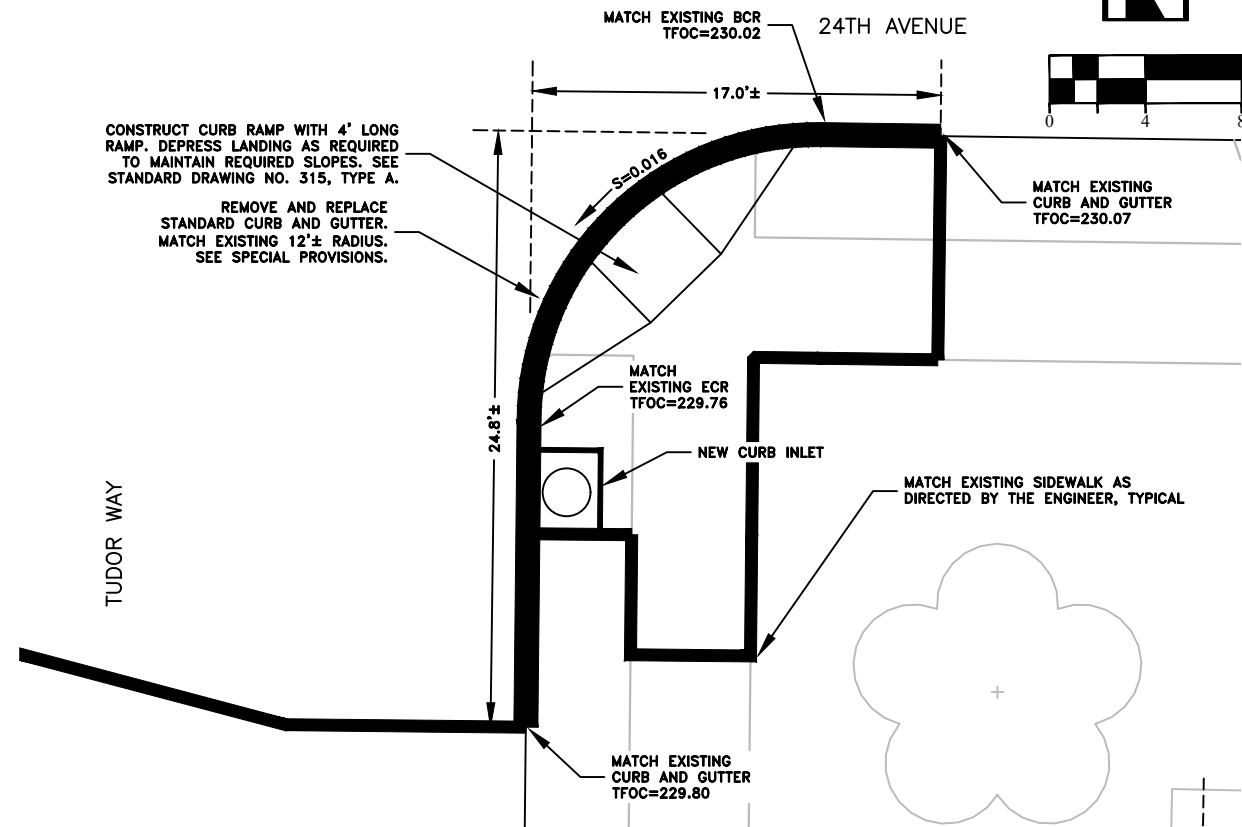 MATCH EXISTING BCR
TFOC=230.02
24TH AVENUE
17.0'±
0
4
8
CONSTRUCT CURB RAMP WITH 4' LONG
RAMP. DEPRESS LANDING AS REQUIRED
TO MAINTAIN REQUIRED SLOPES. SEE
STANDARD DRAWING NO. 315, TYPE A.
S=0.016
REMOVE AND REPLACE
STANDARD CURB AND GUTTER.
MATCH EXISTING 12'± RADIUS.
SEE SPECIAL PROVISIONS.
MATCH EXISTING
CURB AND GUTTER
TFOC=230.07
MATCH
EXISTING ECR
TFOC=229.76
24.8'±
NEW CURB INLET
MATCH EXISTING SIDEWALK AS
DIRECTED BY THE ENGINEER, TYPICAL
TUDOR WAY
MATCH EXISTING
CURB AND GUTTER
TFOC=229.80